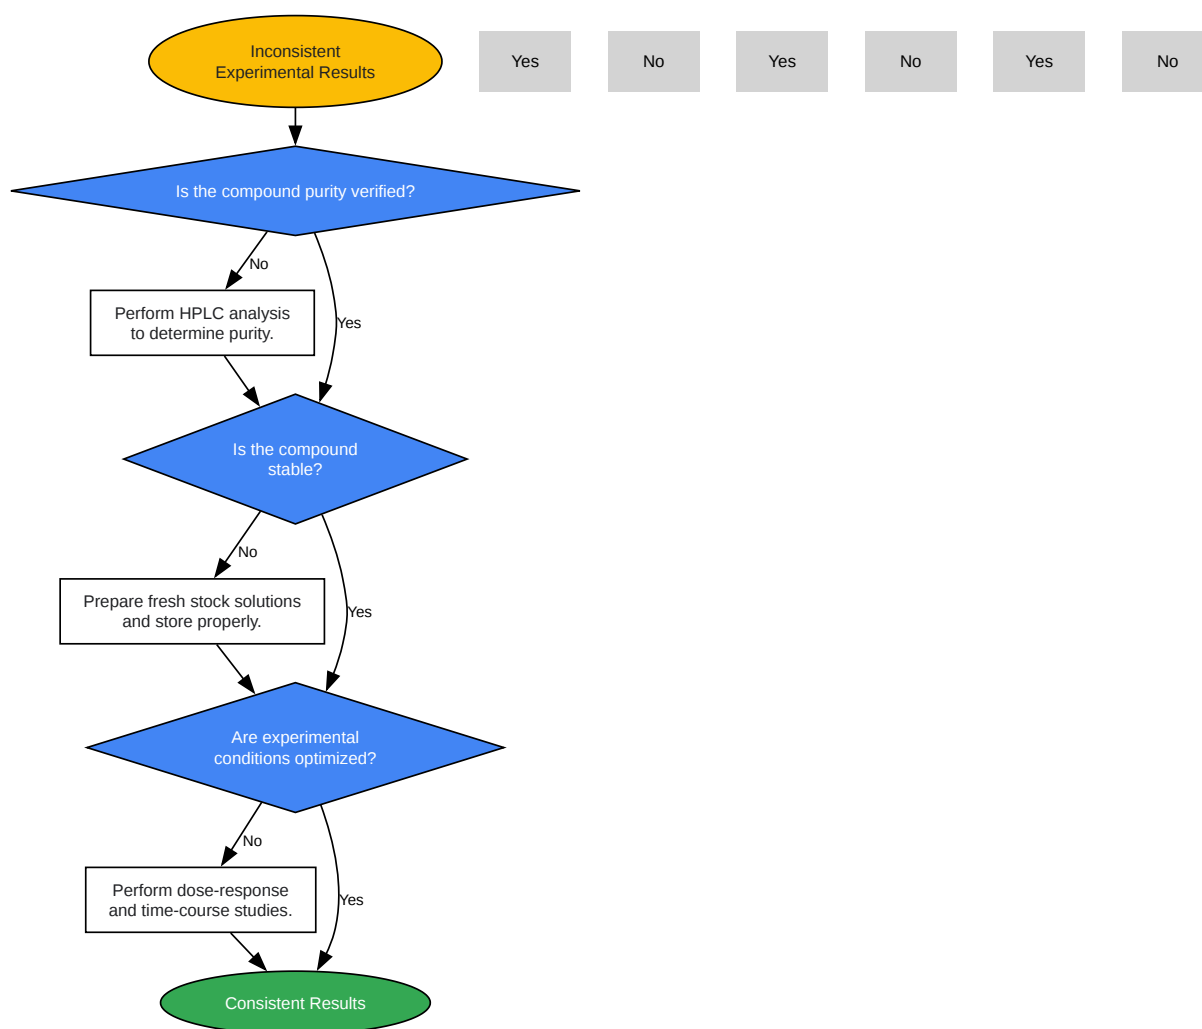 Inconsistent
Experimental Results
Yes
No
Yes
No
Yes
No
Is the compound purity verified?
No
Perform HPLC analysis
to determine purity.
Yes
Is the compound
stable?
No
Prepare fresh stock solutions
and store properly.
Yes
Are experimental
conditions optimized?
No
Perform dose-response
and time-course studies.
Yes
Consistent Results